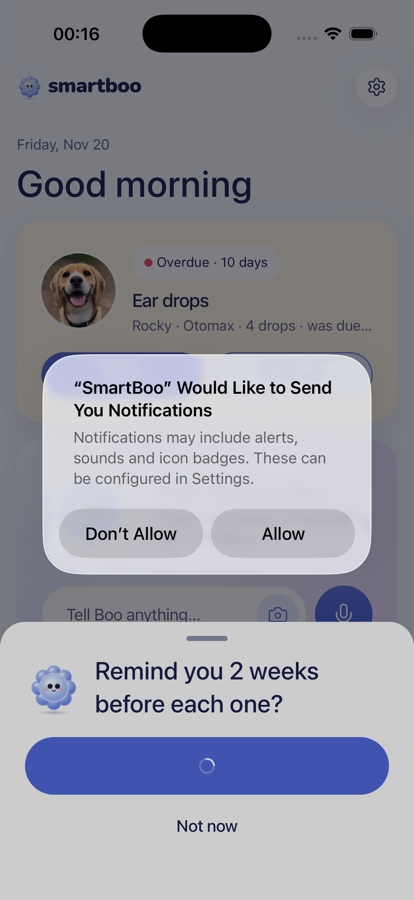 00:16
smartboo
Friday, Nov 20
Good morning
Overdue · 10 days
Ear drops
Rocky · Otomax · 4 drops · was due...
“SmartBoo” Would Like to Send
You Notifications
Notifications may include alerts,
sounds and icon badges. These can
be configured in Settings.
Don’t Allow
Allow
Tell Boo anything...
Remind you 2 weeks
before each one?
Not now